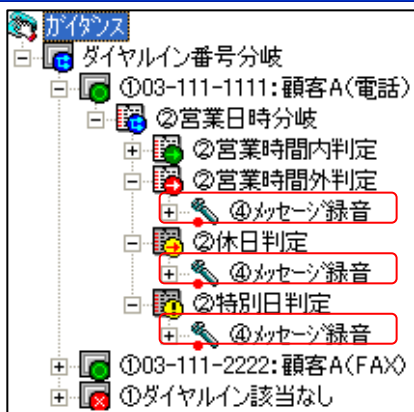 ｶﾞｲﾀﾞﾝｽ
ダイヤルイン番号分岐
①03-111-1111:顧客A(電話)
②営業日時分岐
②営業時間内判定
②営業時間外判定
④ﾒｯｾｰｼﾞ録音
②休日判定
④ﾒｯｾｰｼﾞ録音
②特別日判定
④ﾒｯｾｰｼﾞ録音
①03-111-2222:顧客A(FAX)
①ダイヤルイン該当なし